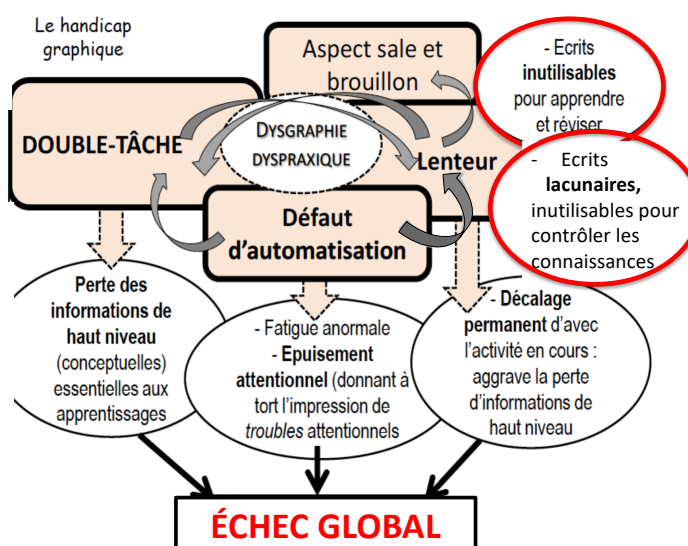 Le handicap
graphique
Aspect sale et
brouillon
- Ecrits
inutilisables
pour apprendre
et réviser
DOUBLE-TÂCHE
DYSGRAPHIE
DYSPRAXIQUE
Lenteur
- Ecrits
lacunaires,
inutilisables pour
contrôler les
connaissances
Défaut
d'automatisation
Perte des
informations de
haut niveau
(conceptuelles)
essentielles aux
apprentissages
- Fatigue anormale
- Epuisement
attentionnel (donnant à
tort l'impression de
troubles attentionnels
- Décalage
permanent d'avec
l'activité en cours :
aggrave la perte
d'informations de
haut niveau
ÉCHEC GLOBAL